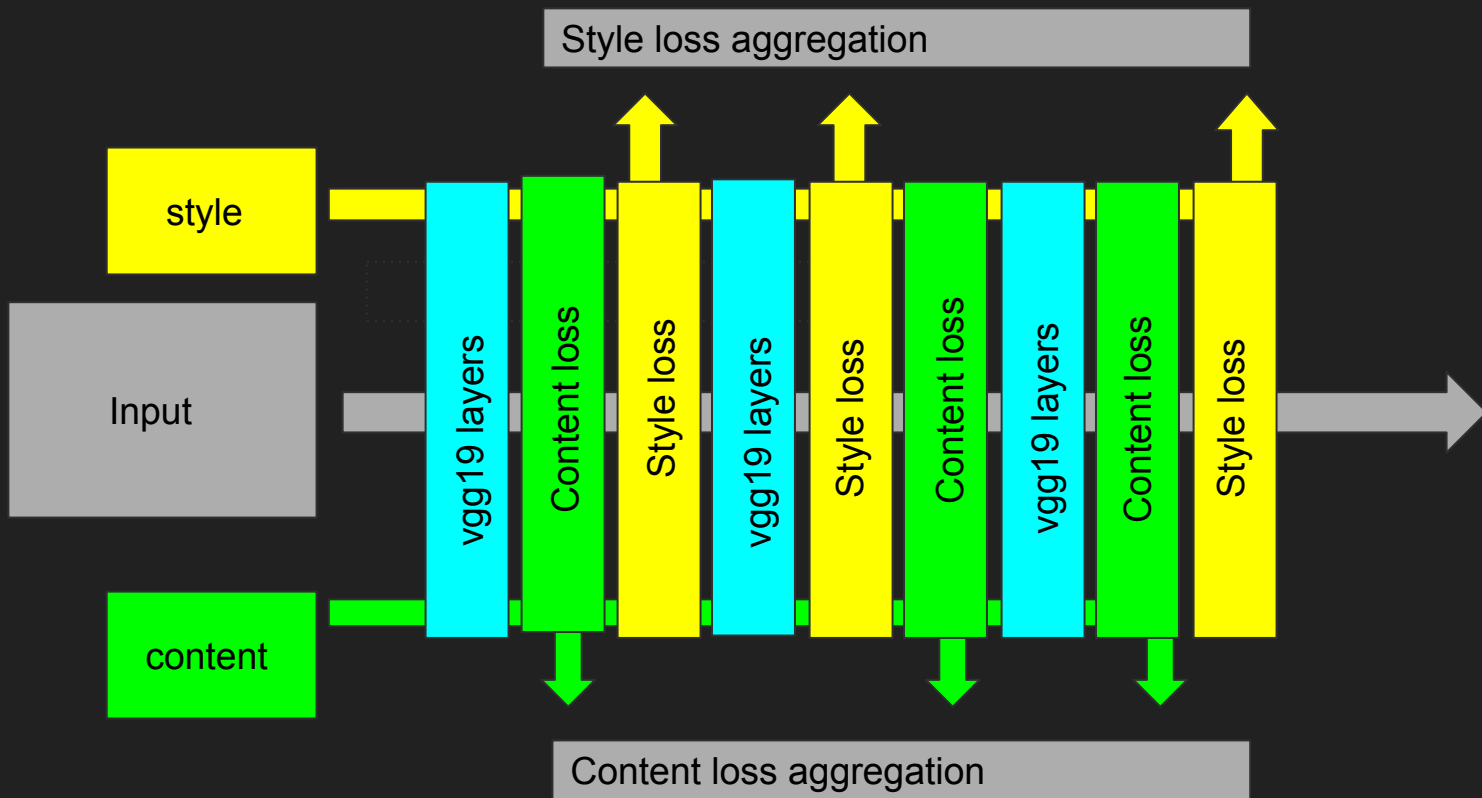 Style loss aggregation
style
Input
content
vgg19 layers
Content loss
Style loss
vgg19 layers
Style loss
Content loss
vgg19 layers
Content loss
Style loss
Content loss aggregation